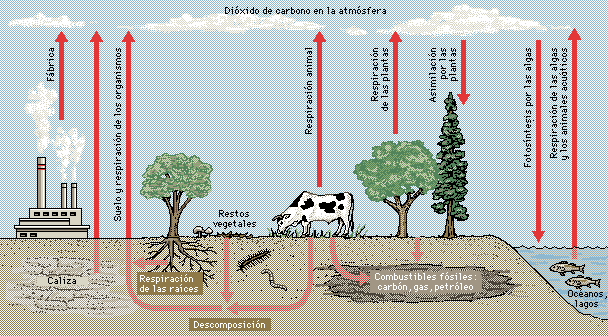 Dióxido de carbono en la atmósfera
Fábrica
Suelo y respiración de los organismos
Respiración animal
Respiración
de las plantas
Asimilación
por las
plantas
Fotosíntesis por las algas
Respiración de las algas
y los animales acuáticos
Restos
vegetales
Caliza
Respiración
de las raíces
Combustibles fósiles:
carbón, gas, petróleo
Océanos,
lagos
Descomposición